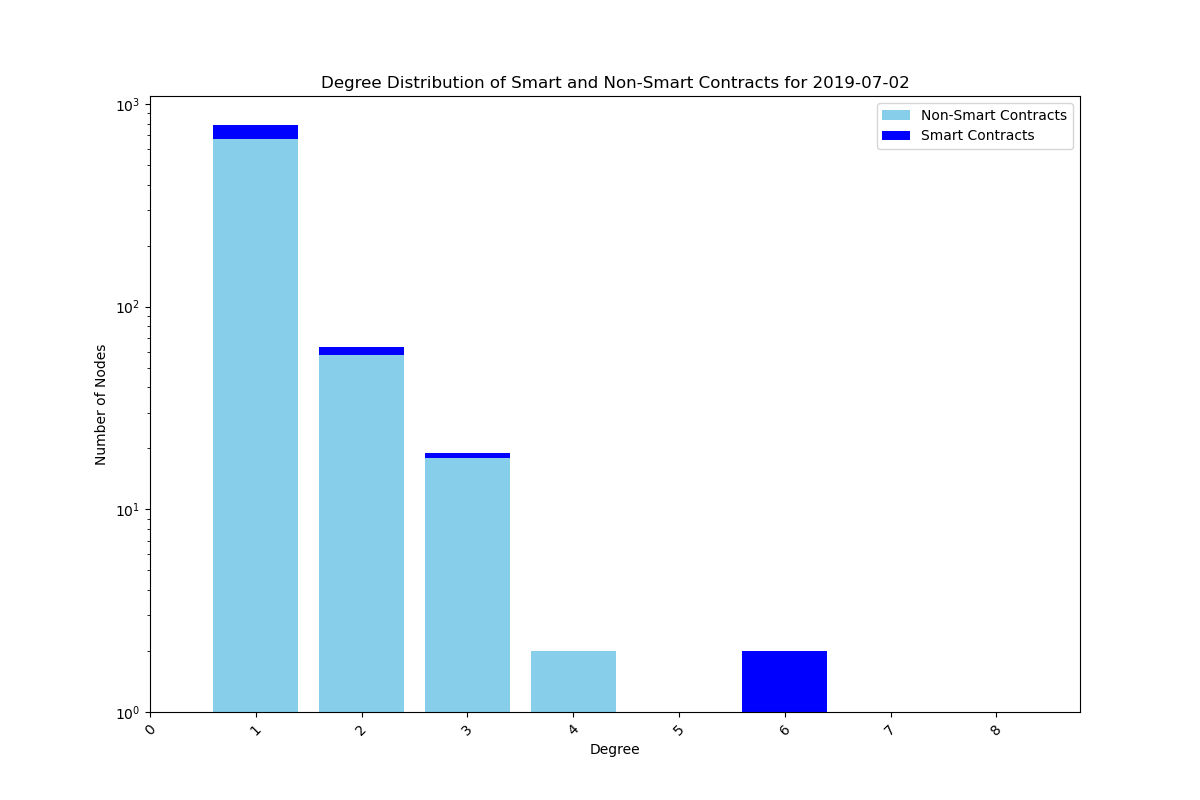 Degree Distribution of Smart and Non-Smart Contracts for 2019-07-02
Non-Smart Contracts
Smart Contracts
Number of Nodes
10³
10²
10¹
10⁰
0 1 2 3 4 5 6 7 8
Degree